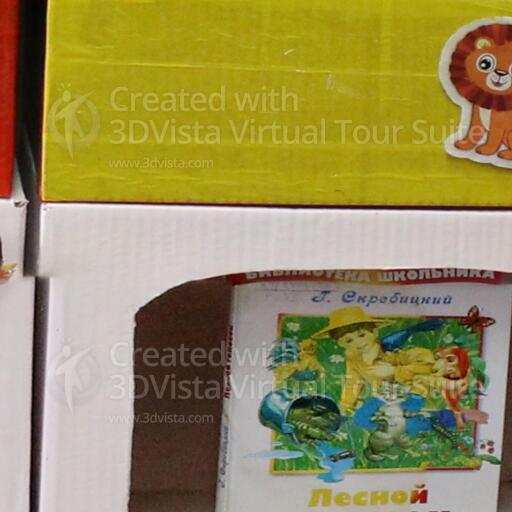 Created with
3DVista Virtual Tour Suite
www.3dvista.com
БИБЛИОТЕКА ШКОЛЬНИКА
Г. Скребицкий
Created with
3DVista Virtual Tour Suite
www.3dvista.com
Г. Скребицкий
Лесной